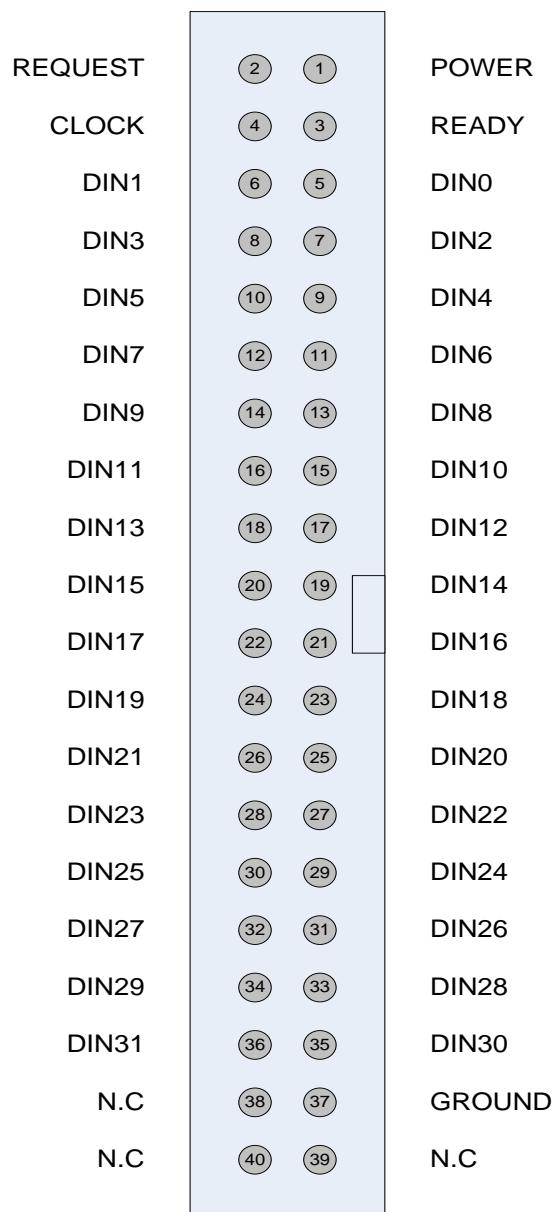 REQUEST 2 1 POWER
CLOCK 4 3 READY
DIN1 6 5 DIN0
DIN3 8 7 DIN2
DIN5 10 9 DIN4
DIN7 12 11 DIN6
DIN9 14 13 DIN8
DIN11 16 15 DIN10
DIN13 18 17 DIN12
DIN15 20 19 DIN14
DIN17 22 21 DIN16
DIN19 24 23 DIN18
DIN21 26 25 DIN20
DIN23 28 27 DIN22
DIN25 30 29 DIN24
DIN27 32 31 DIN26
DIN29 34 33 DIN28
DIN31 36 35 DIN30
N.C 38 37 GROUND
N.C 40 39 N.C